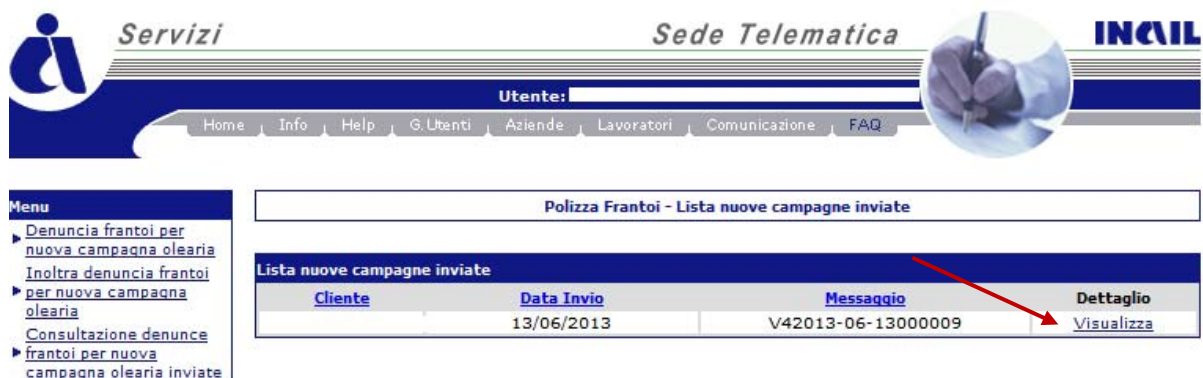 Servizi
Sede Telematica
INAIL
Utente:
Home Info Help G.Utenti Aziende Lavoratori Comunicazione FAQ
Menu
Denuncia frantoi per
nuova campagna olearia
Inoltra denuncia frantoi
per nuova campagna
olearia
Consultazione denunce
frantoi per nuova
campagna olearia inviate
Polizza Frantoi - Lista nuove campagne inviate
Lista nuove campagne inviate
Cliente Data Invio Messaggio Dettaglio
13/06/2013 V42013-06-13000009 Visualizza